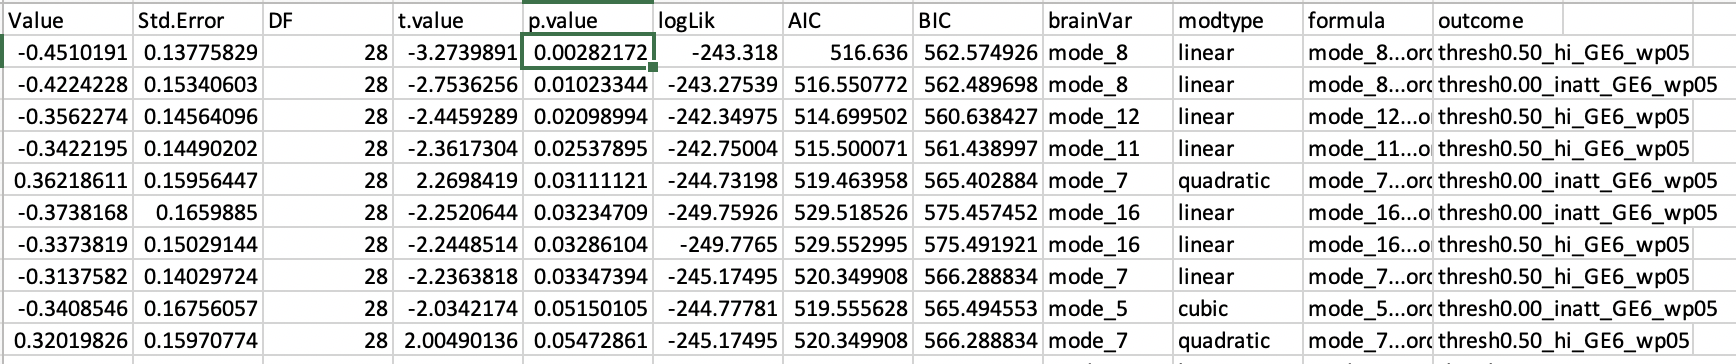 Value Std.Error DF t.value p.value logLik AIC BIC brainVar modtype formula outcome
-0.4510191 0.13775829 28 -3.2739891 0.00282172 -243.318 516.636 562.574926 mode_8 linear mode_8...orc thresh0.50_hi_GE6_wp05
-0.4224228 0.15340603 28 -2.7536256 0.01023344 -243.27539 516.550772 562.489698 mode_8 linear mode_8...orc thresh0.00_inatt_GE6_wp05
-0.3562274 0.14564096 28 -2.4459289 0.02098994 -242.34975 514.699502 560.638427 mode_12 linear mode_12...o thresh0.50_hi_GE6_wp05
-0.3422195 0.14490202 28 -2.3617304 0.02537895 -242.75004 515.500071 561.438997 mode_11 linear mode_11...o thresh0.50_hi_GE6_wp05
0.36218611 0.15956447 28 2.2698419 0.03111121 -244.73198 519.463958 565.402884 mode_7 quadratic mode_7...orc thresh0.00_inatt_GE6_wp05
-0.3738168 0.1659885 28 -2.2520644 0.03234709 -249.75926 529.518526 575.457452 mode_16 linear mode_16...o thresh0.00_inatt_GE6_wp05
-0.3373819 0.15029144 28 -2.2448514 0.03286104 -249.7765 529.552995 575.491921 mode_16 linear mode_16...o thresh0.50_hi_GE6_wp05
-0.3137582 0.14029724 28 -2.2363818 0.03347394 -245.17495 520.349908 566.288834 mode_7 linear mode_7...orc thresh0.50_hi_GE6_wp05
-0.3408546 0.16756057 28 -2.0342174 0.05150105 -244.77781 519.555628 565.494553 mode_5 cubic mode_5...orc thresh0.00_inatt_GE6_wp05
0.32019826 0.15970774 28 2.00490136 0.05472861 -245.17495 520.349908 566.288834 mode_7 quadratic mode_7...orc thresh0.50_hi_GE6_wp05